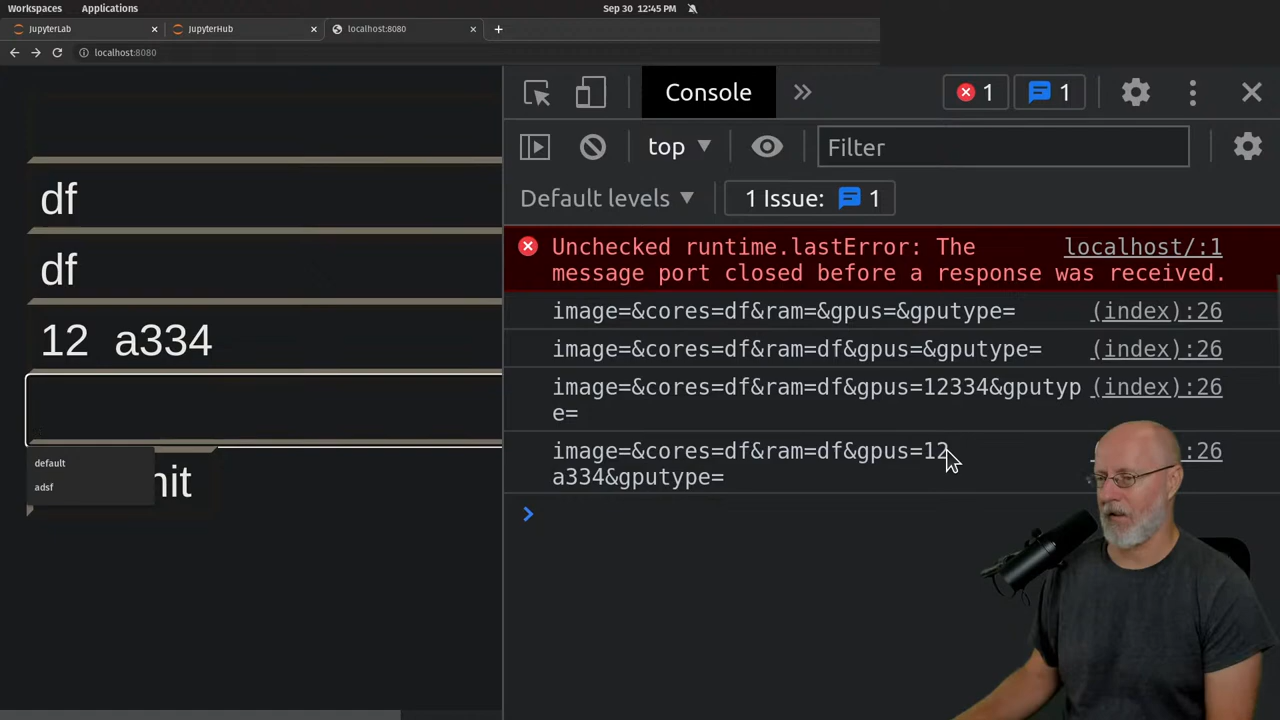 Workspaces Applications Sep 30 12:45 PM
JupyterLab JupyterHub localhost:8080
localhost:8080
df
df
12 a334
default
adsf
nit
Console 1 1
top Filter
Default levels 1 Issue: 1
Unchecked runtime.lastError: The localhost/:1
message port closed before a response was received.
image=&cores=df&ram=&gpus=&gputype= (index):26
image=&cores=df&ram=df&gpus=&gputype= (index):26
image=&cores=df&ram=df&gpus=12334&gputyp (index):26
e=
image=&cores=df&ram=df&gpus=12 :26
a334&gputype=